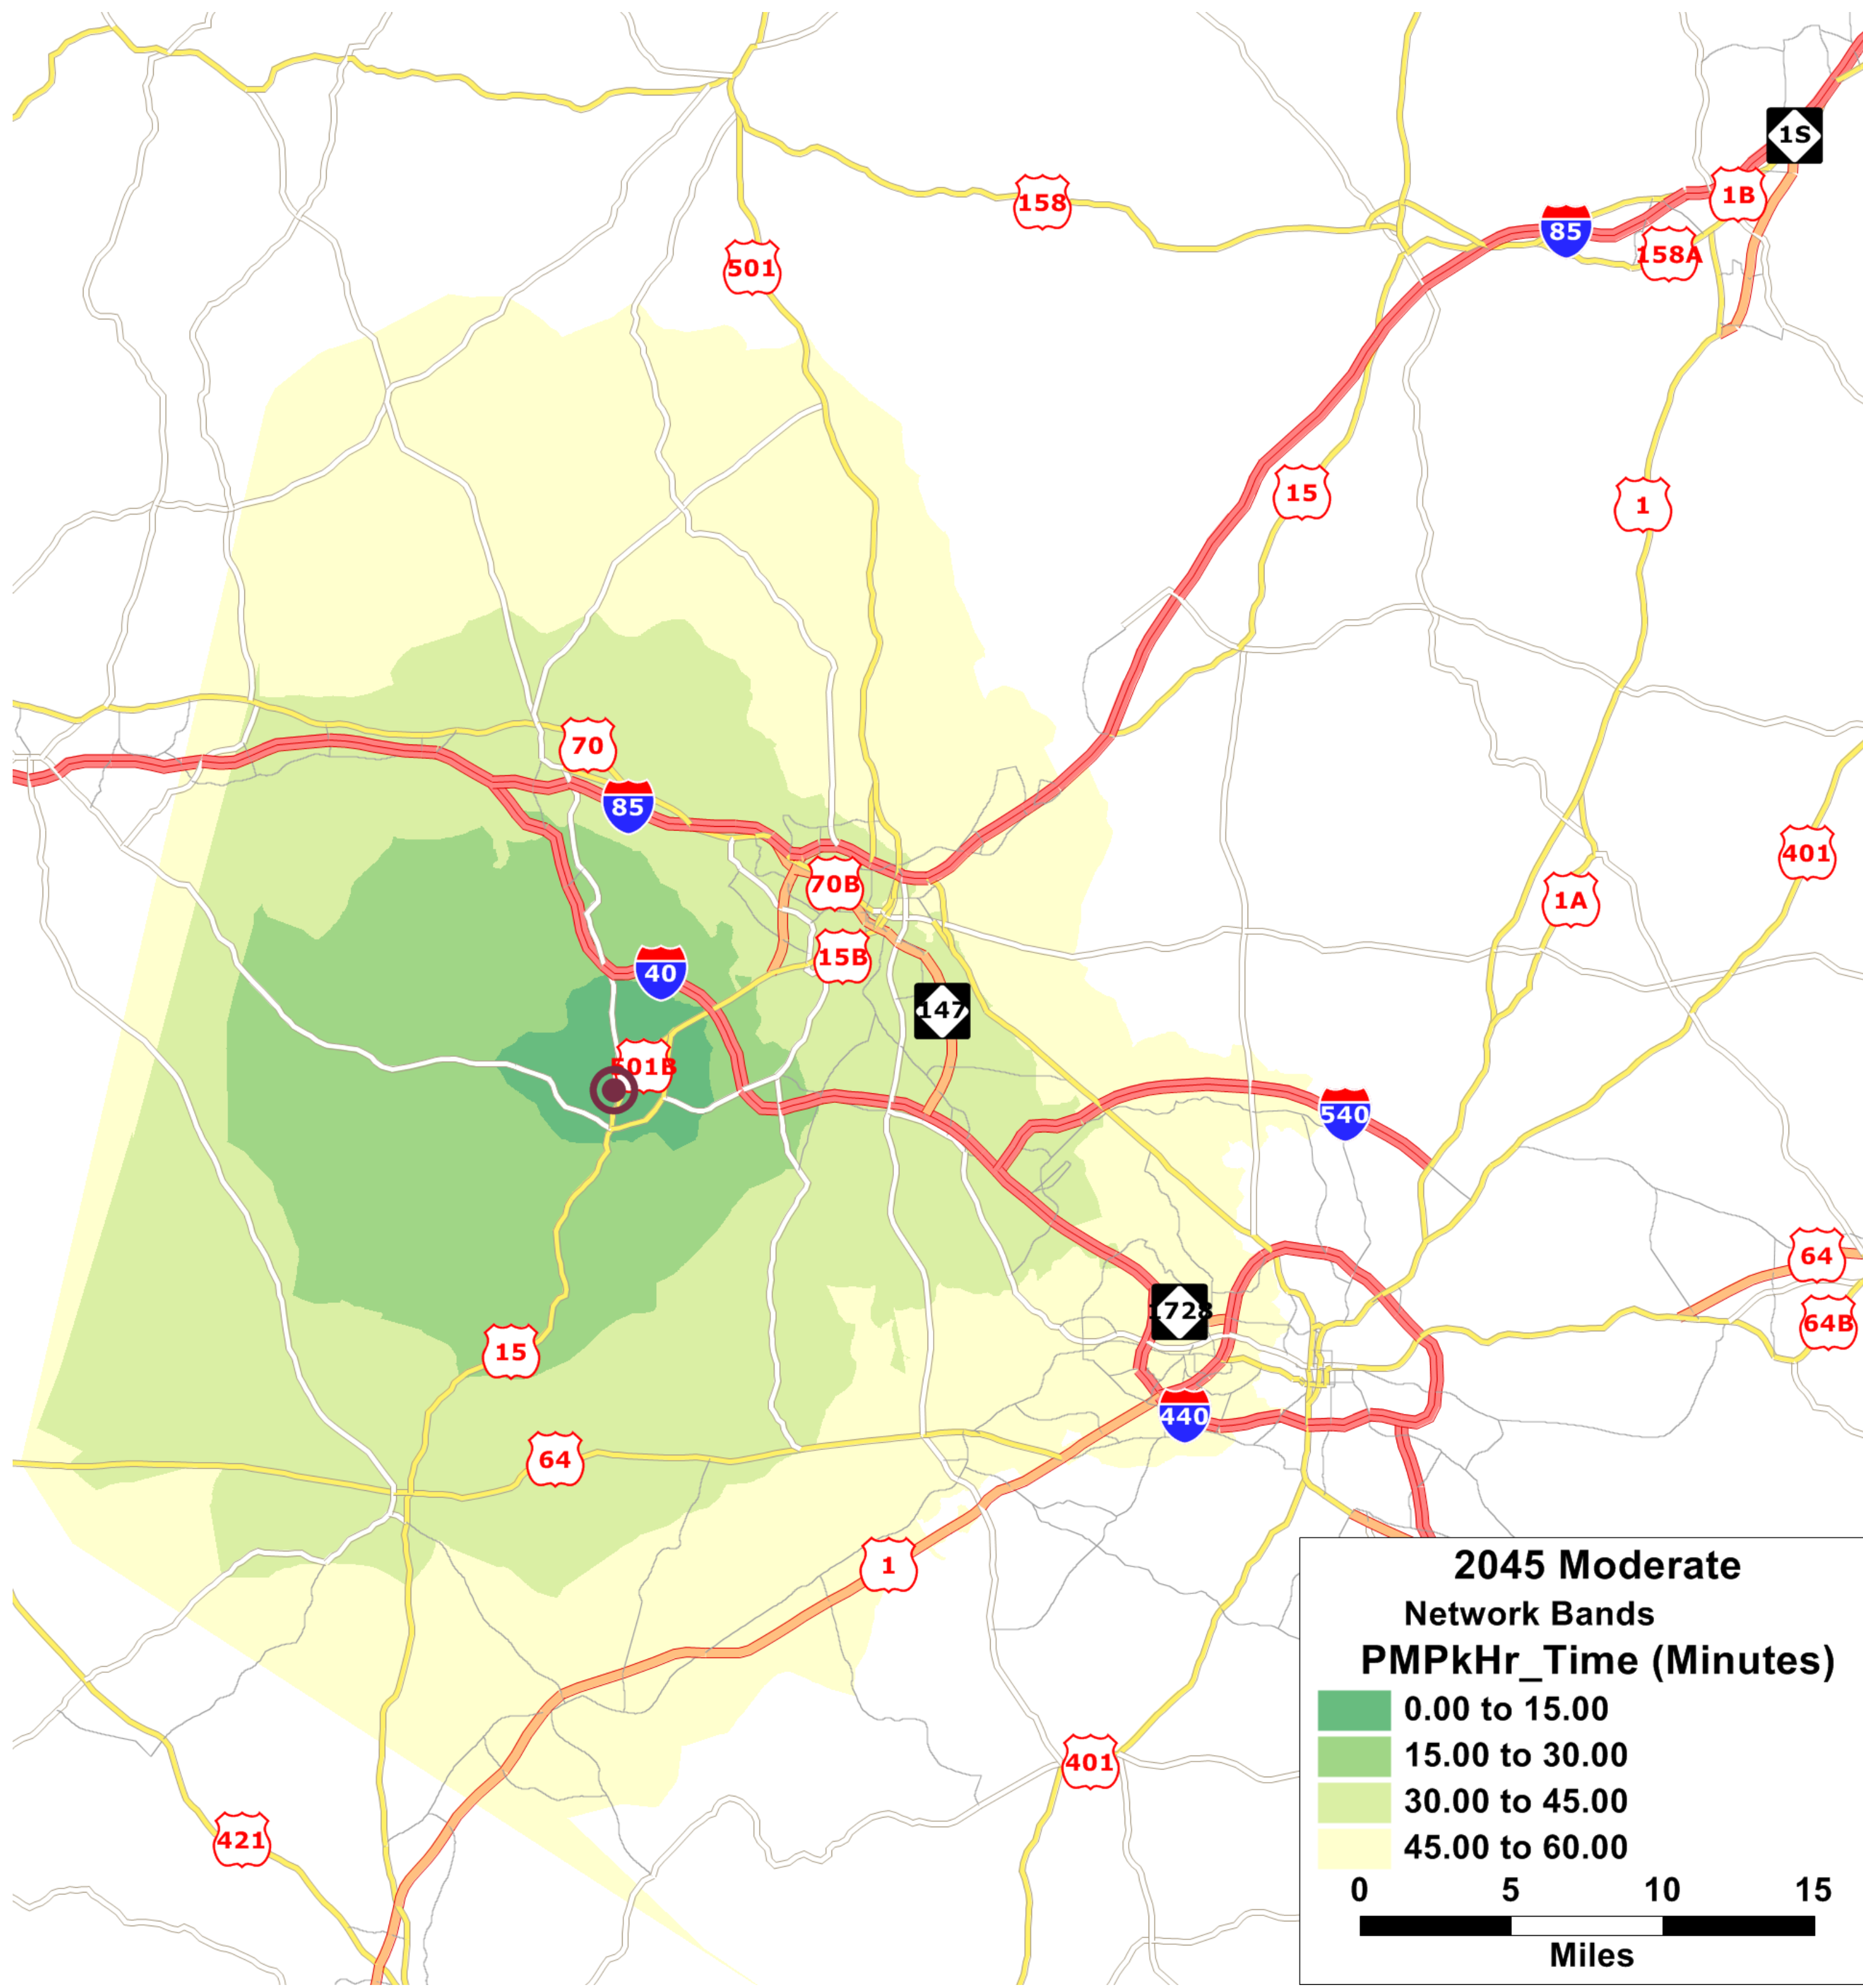 1S
1B
158
85
501
158A
15
1
70
85
401
70B
1A
15B
40
147
501B
540
64
1728
64B
15
440
64
1
401
421
2045 Moderate
Network Bands
PMPkHr_Time (Minutes)
0.00 to 15.00
15.00 to 30.00
30.00 to 45.00
45.00 to 60.00
0 5 10 15
Miles